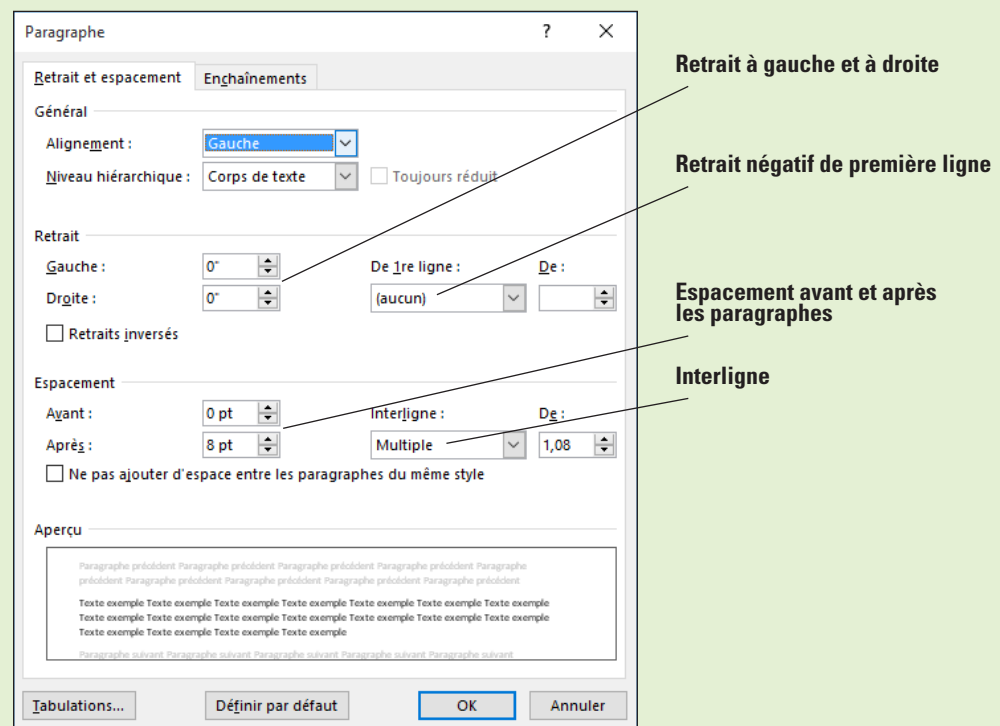 Paragraphe ?
Retrait et espacement Enchaînements
Général
Alignement : Gauche
Niveau hiérarchique : Corps de texte Toujours réduit
Retrait
Gauche : 0" De 1re ligne : De :
Droite : 0" (aucun)
Retraits inversés
Espacement
Avant : 0 pt Interligne : De :
Après : 8 pt Multiple 1,08
Ne pas ajouter d'espace entre les paragraphes du même style
Aperçu
Paragraphe précédent Paragraphe précédent Paragraphe précédent Paragraphe précédent Paragraphe
précédent Paragraphe précédent Paragraphe précédent Paragraphe précédent Paragraphe précédent
Texte exemple Texte exemple Texte exemple Texte exemple Texte exemple Texte exemple Texte exemple
Texte exemple Texte exemple Texte exemple Texte exemple Texte exemple Texte exemple Texte exemple
Texte exemple Texte exemple Texte exemple Texte exemple
Paragraphe suivant Paragraphe suivant Paragraphe suivant Paragraphe suivant Paragraphe suivant
Tabulations... Définir par défaut OK Annuler
Retrait à gauche et à droite
Retrait négatif de première ligne
Espacement avant et après
les paragraphes
Interligne